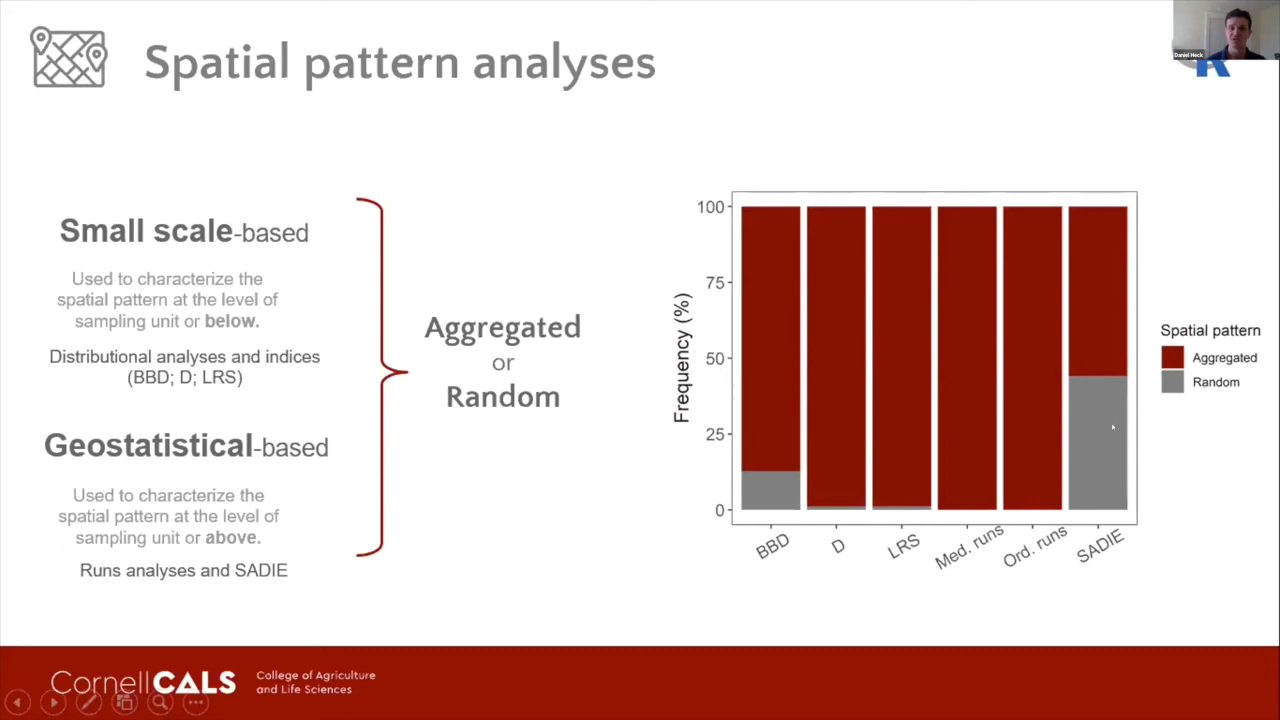 Spatial pattern analyses
Daniel Heck
R
Small scale-based
Used to characterize the
spatial pattern at the level of
sampling unit or below.
Distributional analyses and indices
(BBD; D; LRS)
Geostatistical-based
Used to characterize the
spatial pattern at the level of
sampling unit or above.
Runs analyses and SADIE
Aggregated
or
Random
Frequency (%)
100
75
50
25
0
BBD
D
LRS
Med. runs
Ord. runs
SADIE
Spatial pattern
Aggregated
Random
CornellCALS
College of Agriculture
and Life Sciences